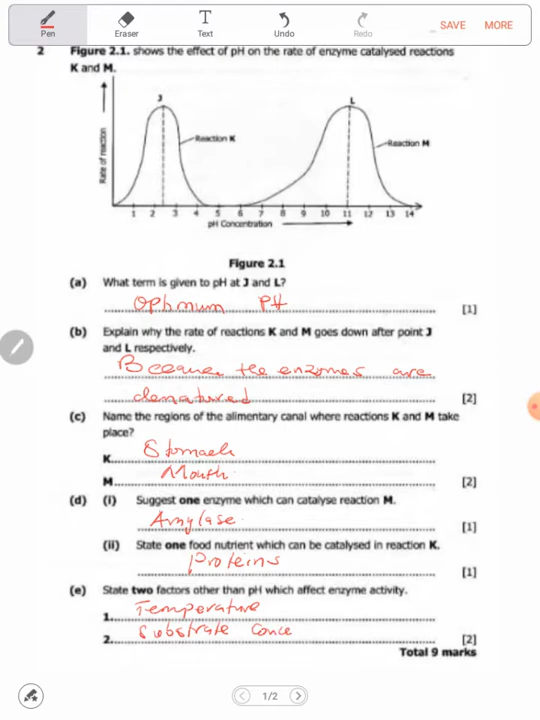 Pen
Eraser
Text
Undo
Redo
SAVE
MORE
2 Figure 2.1. shows the effect of pH on the rate of enzyme catalysed reactions
K and M.
Rate of reaction
J
Reaction K
L
Reaction M
1 2 3 4 5 6 7 8 9 10 11 12 13 14
pH Concentration
Figure 2.1
(a) What term is given to pH at J and L?
Optimum PH
[1]
(b) Explain why the rate of reactions K and M goes down after point J
and L respectively.
Because the enzymes are
denatured
[2]
(c) Name the regions of the alimentary canal where reactions K and M take
place?
K. Stomach
M. Mouth
[2]
(d) (i) Suggest one enzyme which can catalyse reaction M.
Amylase
[1]
(ii) State one food nutrient which can be catalysed in reaction K.
Proteins
[1]
(e) State two factors other than pH which affect enzyme activity.
1. Temperature
2. Substrate Conce
[2]
Total 9 marks
1/2